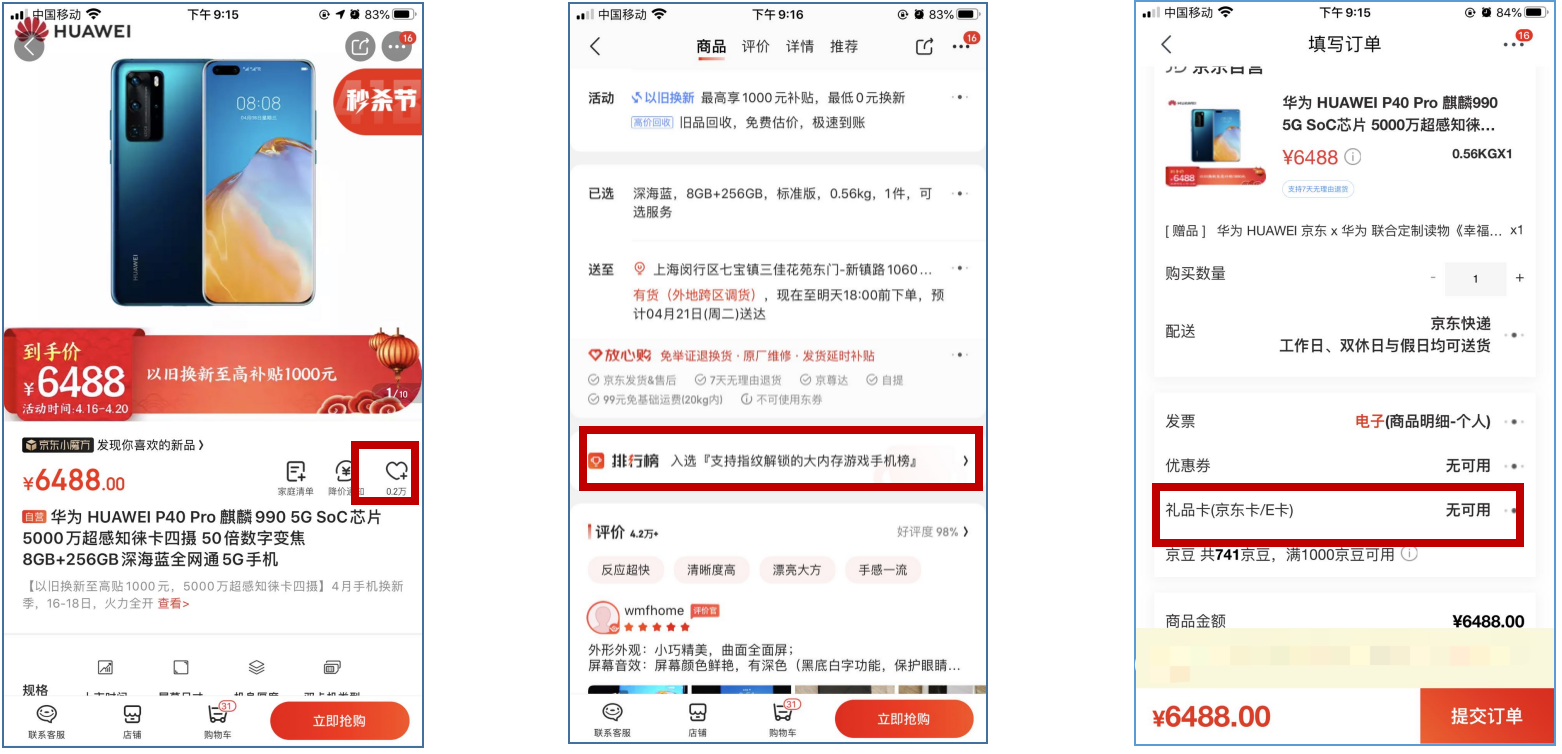 中国移动
下午 9:15
83%
HUAWEI
16
秒杀节
08:08
HUAWEI
到手价
¥6488
活动时间:4.16-4.20
以旧换新至高补贴1000元
1/10
京东小魔方 发现你喜欢的新品
¥6488.00
家庭清单
降价通知
0.2万
自营 华为 HUAWEI P40 Pro 麒麟990 5G SoC芯片
5000万超感知徕卡四摄 50倍数字变焦
8GB+256GB深海蓝全网通5G手机
【以旧换新至高贴1000元，5000万超感知徕卡四摄】4月手机换新
季，16-18日，火力全开 查看>
规格
联系客服
店铺
31
购物车
立即抢购
中国移动
下午 9:16
83%
商品 评价 详情 推荐
16
活动 以旧换新 最高享1000元补贴，最低0元换新
高价回收 旧品回收，免费估价，极速到账
已选 深海蓝，8GB+256GB，标准版，0.56kg，1件，可
选服务
送至 上海闵行区七宝镇三佳花苑东门-新镇路1060...
有货（外地跨区调货），现在至明天18:00前下单，预
计04月21日(周二)送达
放心购 免举证退换货·原厂维修·发货延时补贴
京东发货&售后 7天无理由退货 京尊达 自提
99元免基础运费(20kg内) 不可使用东券
排行榜 入选『支持指纹解锁的大内存游戏手机榜』
评价 4.2万+ 好评度 98%
反应超快 清晰度高 漂亮大方 手感一流
wmfhome 评价官
外形外观：小巧精美，曲面全面屏；
屏幕音效：屏幕颜色鲜艳，有深色（黑底白字功能，保护眼睛...
联系客服
店铺
31
购物车
立即抢购
中国移动
下午 9:15
84%
填写订单
16
京东自营
华为 HUAWEI P40 Pro 麒麟990
5G SoC芯片 5000万超感知徕...
¥6488
0.56KGX1
支持7天无理由退货
[ 赠品 ] 华为 HUAWEI 京东 x 华为 联合定制读物《幸福... x1
购买数量 - 1 +
配送 京东快递
工作日、双休日与假日均可送货
发票 电子(商品明细-个人)
优惠券 无可用
礼品卡(京东卡/E卡) 无可用
京豆 共741京豆，满1000京豆可用
商品金额 ¥6488.00
¥6488.00
提交订单